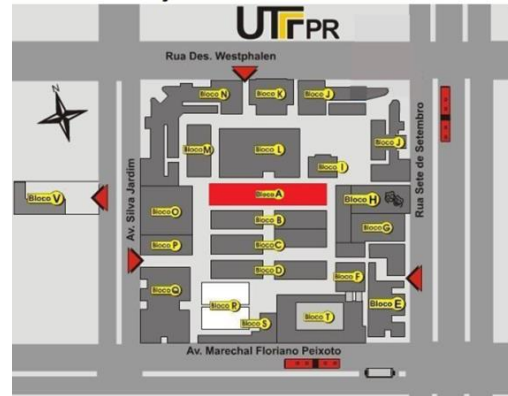 UTFPR
Rua Des. Westphalen
N
Bloco N
Bloco K
Bloco J
Bloco M
Bloco L
Bloco J
Bloco I
Bloco V
Av. Silva Jardim
Rua Sete de Setembro
Bloco A
Bloco H
Bloco O
Bloco B
Bloco G
Bloco P
Bloco C
Bloco D
Bloco F
Bloco Q
Bloco R
Bloco E
Bloco S
Bloco T
Av. Marechal Floriano Peixoto